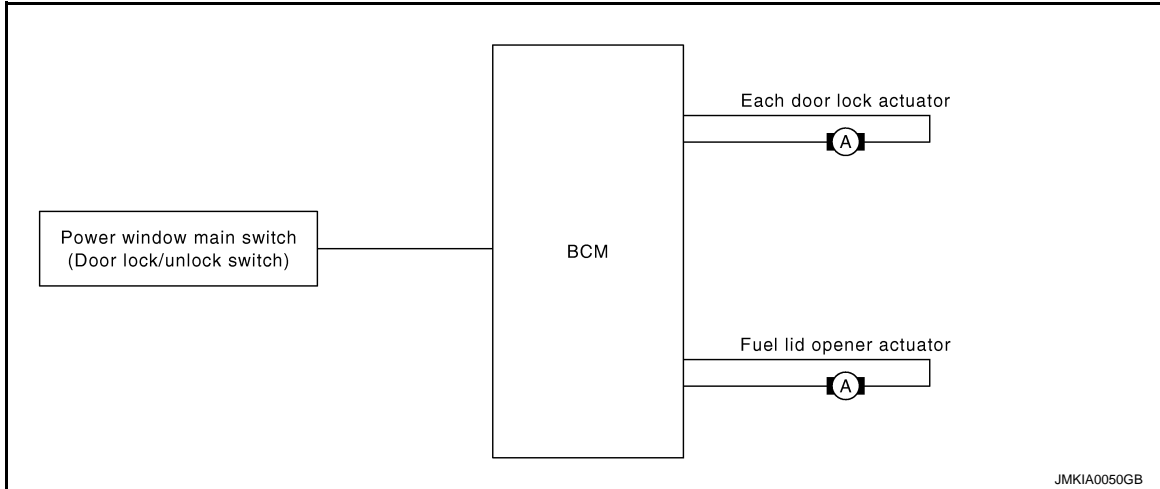 Each door lock actuator
A
Power window main switch
(Door lock/unlock switch)
BCM
Fuel lid opener actuator
A
JMKIA0050GB